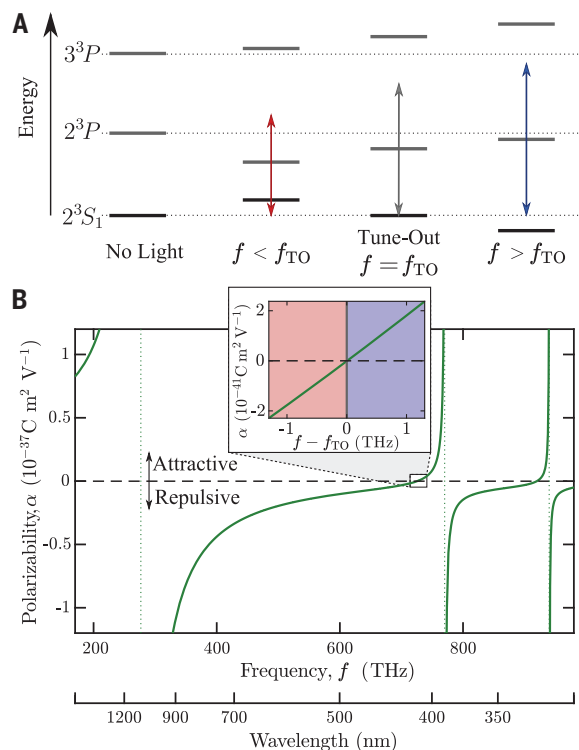 A
Energy
3³P
2³P
2³S₁
No Light
f < f_TO
Tune-Out
f = f_TO
f > f_TO
B
α (10⁻⁴¹C m² V⁻¹)
2
0
-2
-1
0
1
f − f_TO (THz)
Polarizability, α (10⁻³⁷C m² V⁻¹)
1
0.5
0
-0.5
-1
Attractive
Repulsive
200
400
600
800
Frequency, f (THz)
1200
900
700
500
400
350
Wavelength (nm)